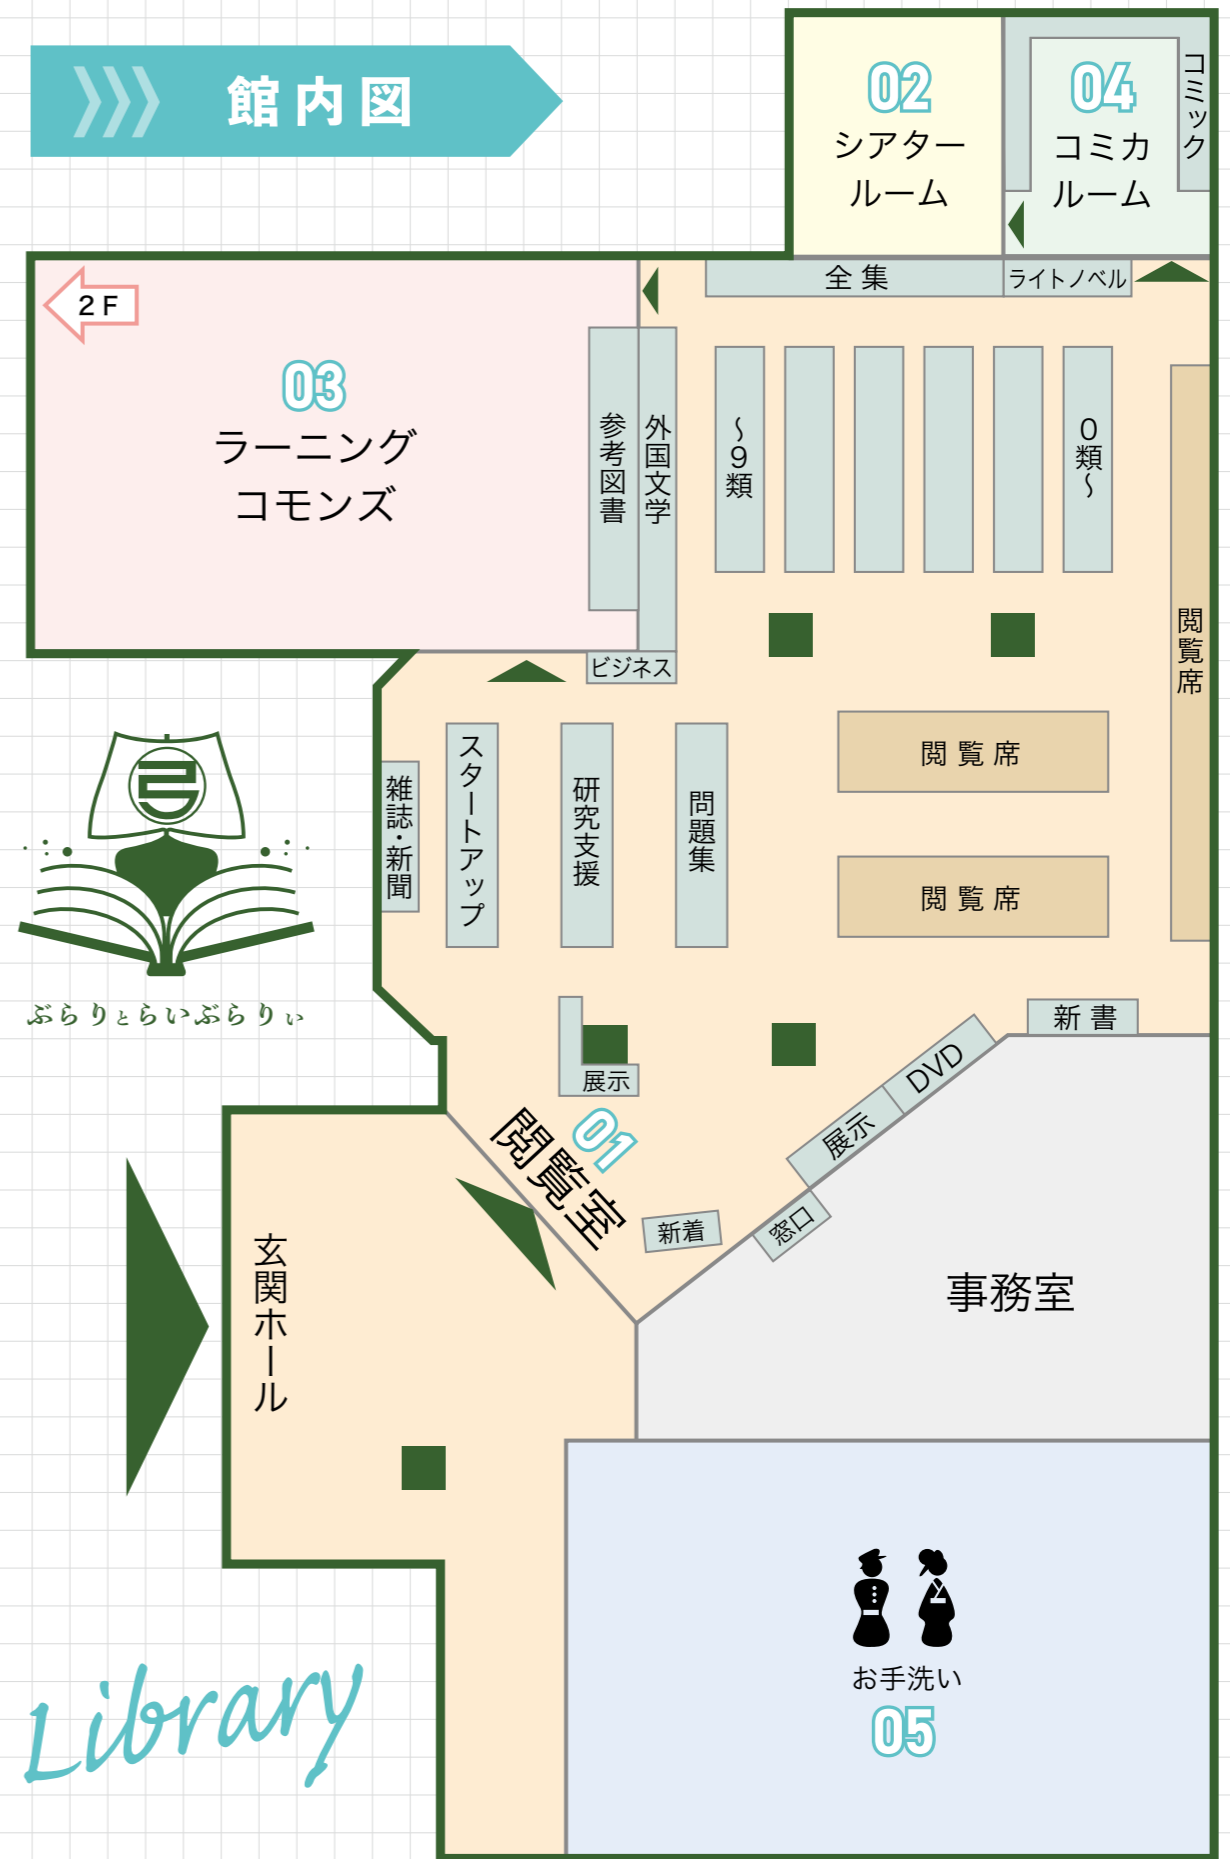 館内図
02
シアター
ルーム
04
コミカ
ルーム
コミック
2F
03
ラーニング
コモンズ
全集
ライトノベル
参考図書
外国文学
～9類
0類～
閲覧席
ビジネス
雑誌・新聞
スタートアップ
研究支援
問題集
閲覧席
閲覧席
ぶらりとらいぶらりぃ
展示
01
閲覧室
新着
展示
DVD
新書
窓口
事務室
玄関ホール
お手洗い
05
Library